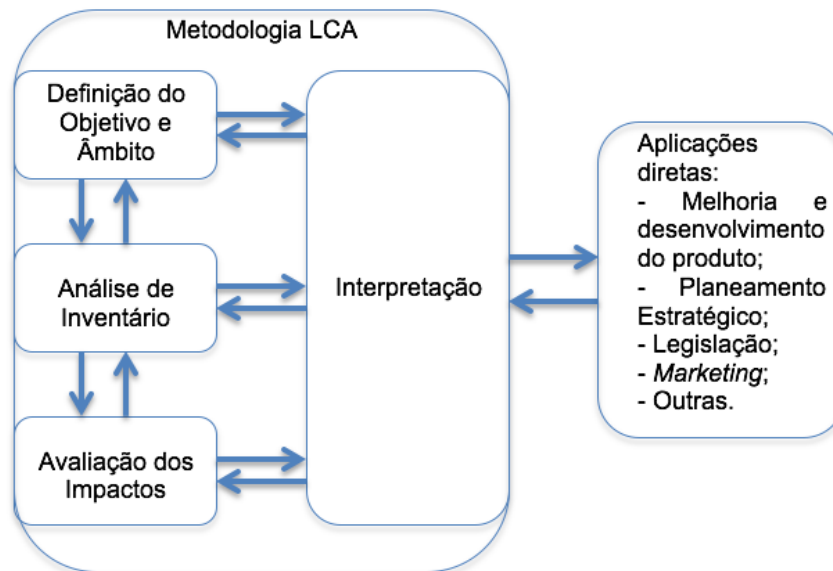 Metodologia LCA
Definição do
Objetivo e
Âmbito
Análise de
Inventário
Avaliação dos
Impactos
Interpretação
Aplicações
diretas:
- Melhoria e
desenvolvimento
do produto;
- Planeamento
Estratégico;
- Legislação;
- Marketing;
- Outras.